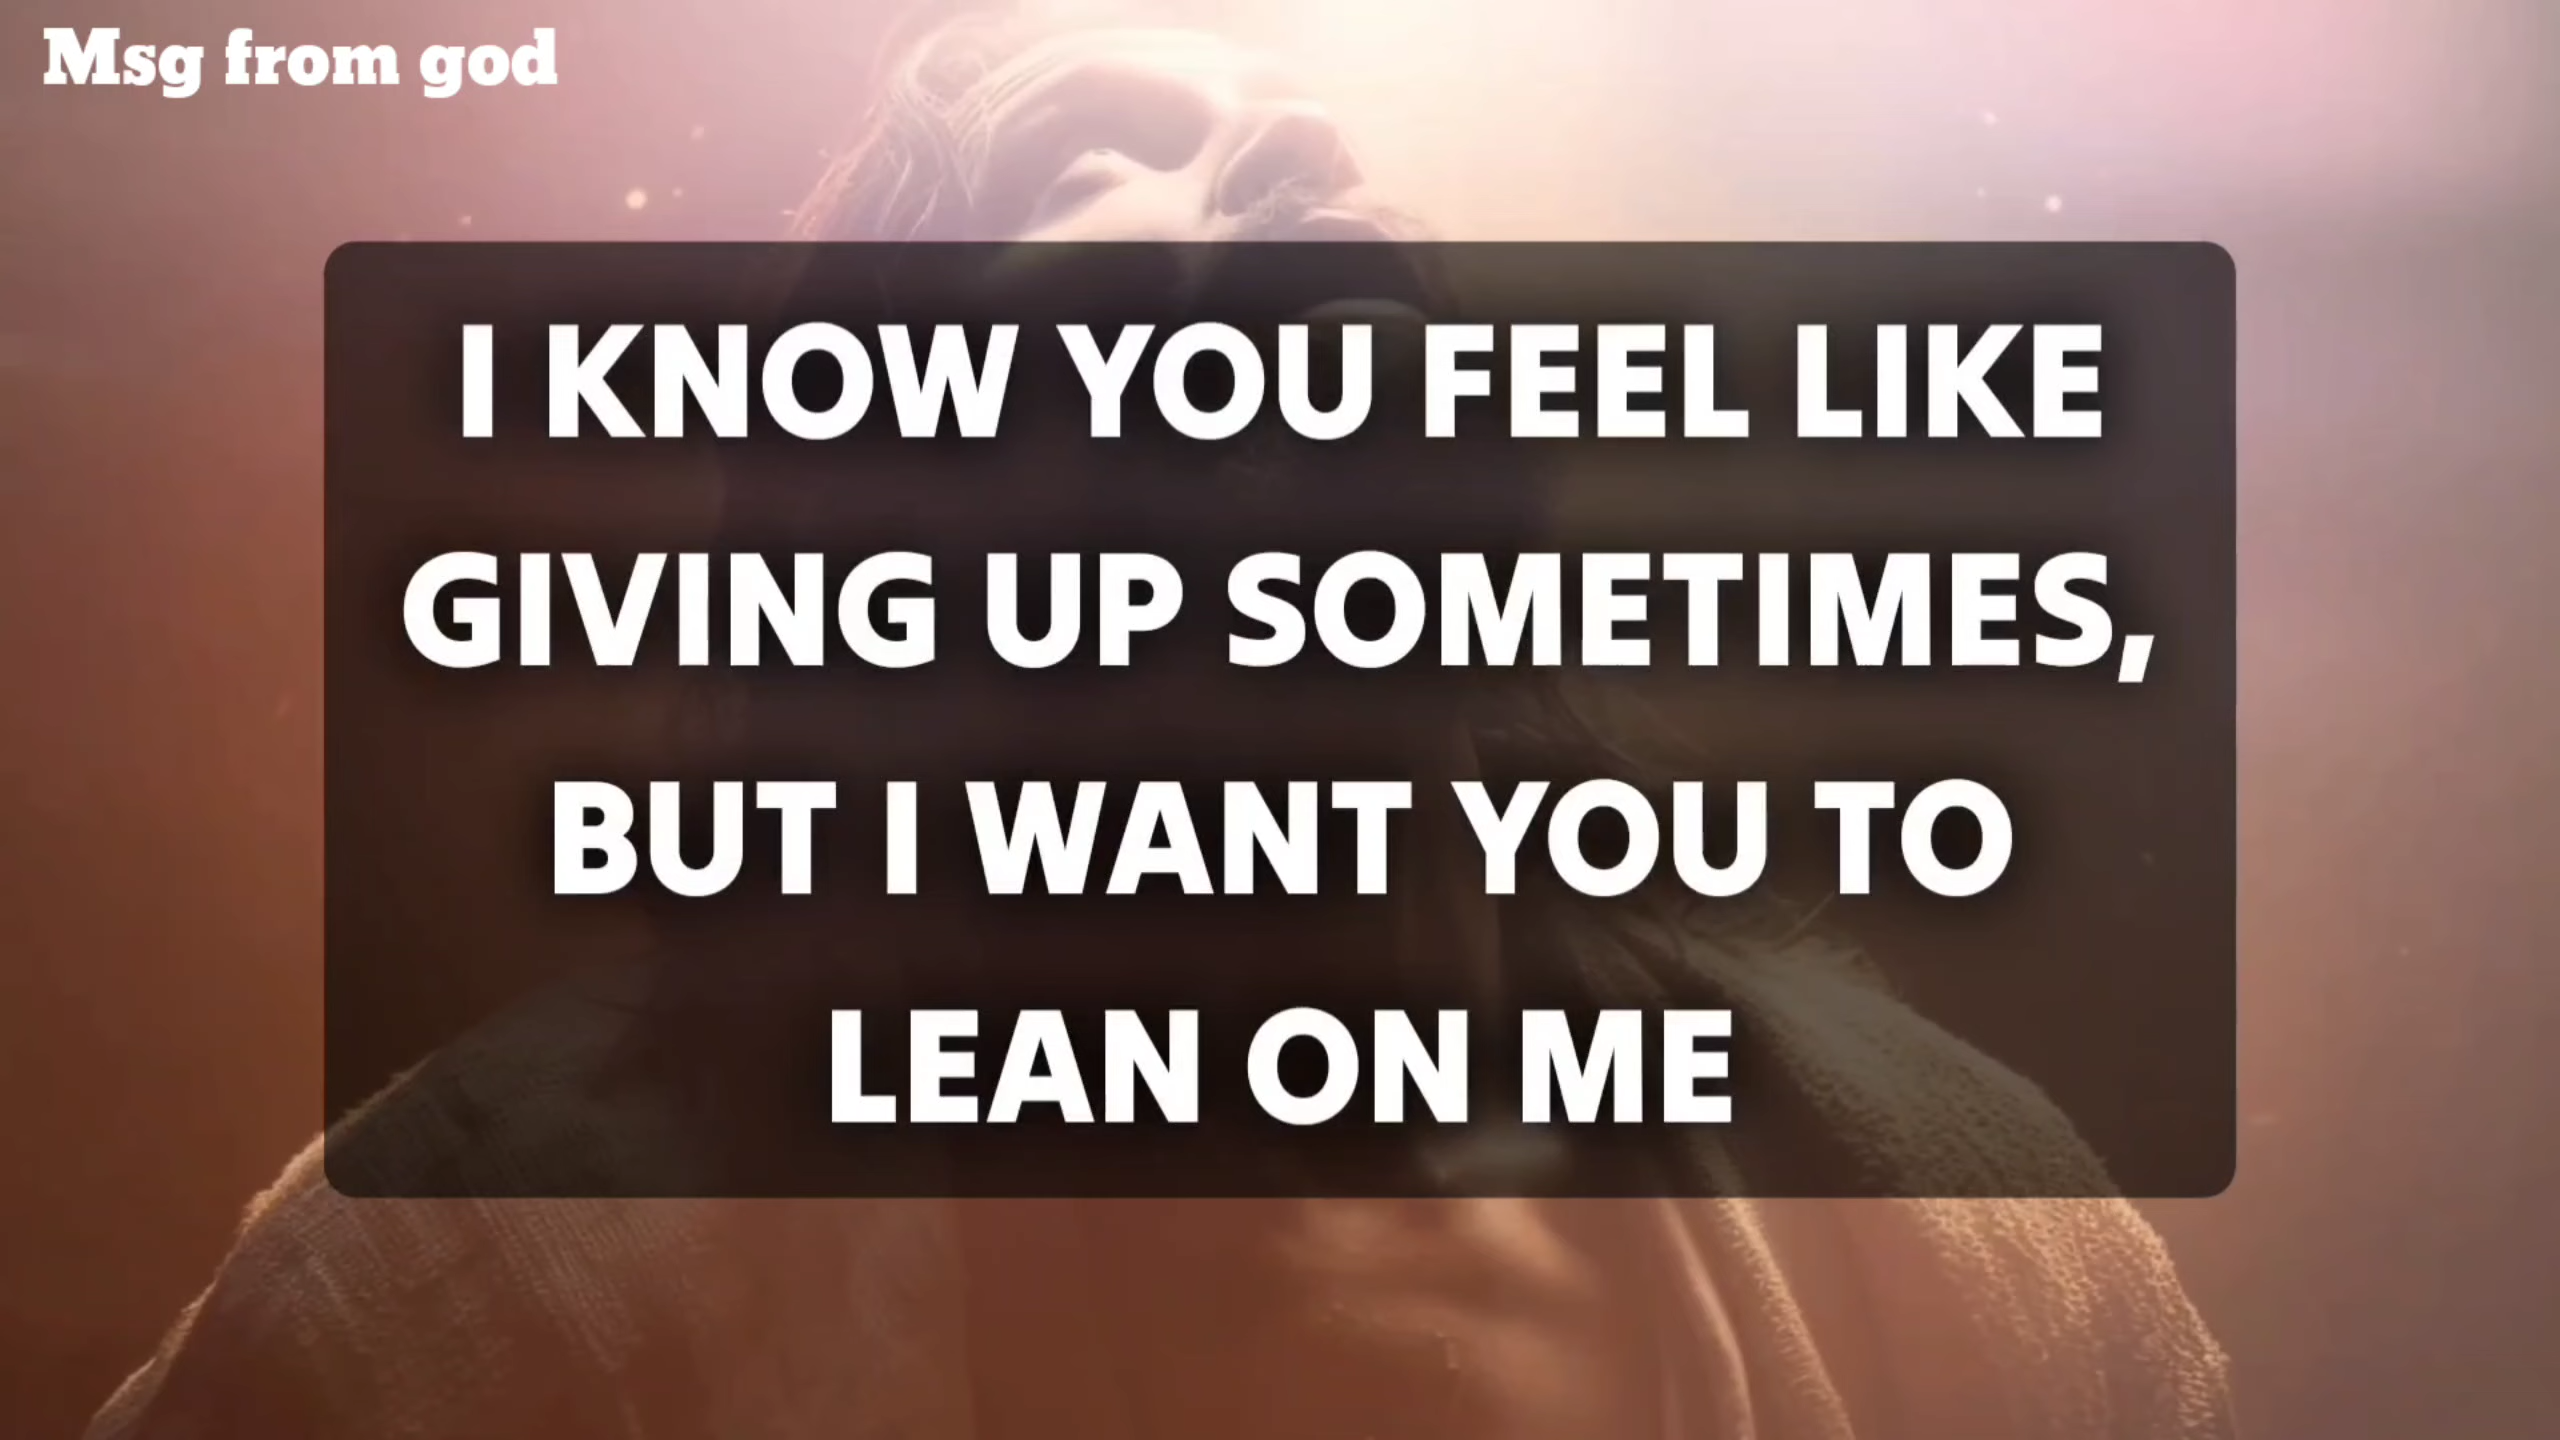 Msg from god
I KNOW YOU FEEL LIKE
GIVING UP SOMETIMES,
BUT I WANT YOU TO
LEAN ON ME